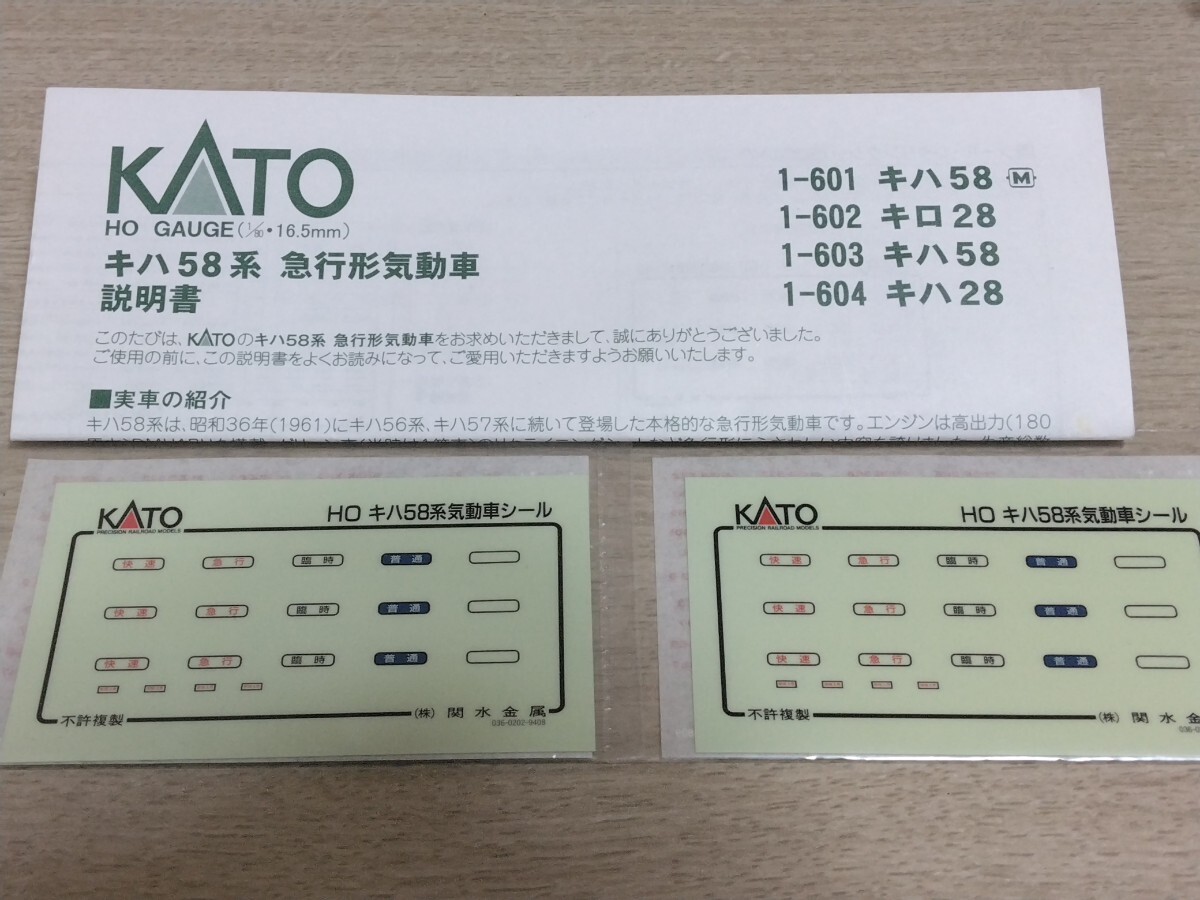 KATO
HO GAUGE(1/80・16.5mm)
キハ58系 急行形気動車
説明書
1-601 キハ58 M
1-602 キロ28
1-603 キハ58
1-604 キハ28
このたびは、KATOのキハ58系 急行形気動車をお求めいただきまして、誠にありがとうございました。
ご使用の前に、この説明書をよくお読みになって、ご愛用いただきますようお願いいたします。
■実車の紹介
キハ58系は、昭和36年(1961)にキハ56系、キハ57系に続いて登場した本格的な急行形気動車です。エンジンは高出力(180
KATO
PRECISION RAILROAD MODELS
HO キハ58系気動車シール
快速 急行 臨時 普通
快速 急行 臨時 普通
快速 急行 臨時 普通
不許複製
(株) 関水金属
036-0202-9408
KATO
PRECISION RAILROAD MODELS
HO キハ58系気動車シール
快速 急行 臨時 普通
快速 急行 臨時 普通
快速 急行 臨時 普通
不許複製
(株) 関水金
036-02